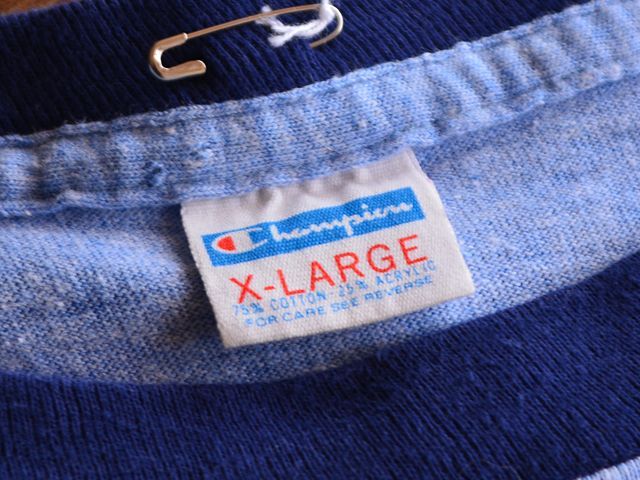 Champion
X-LARGE
75% COTTON-25% ACRYLIC
FOR CARE SEE REVERSE